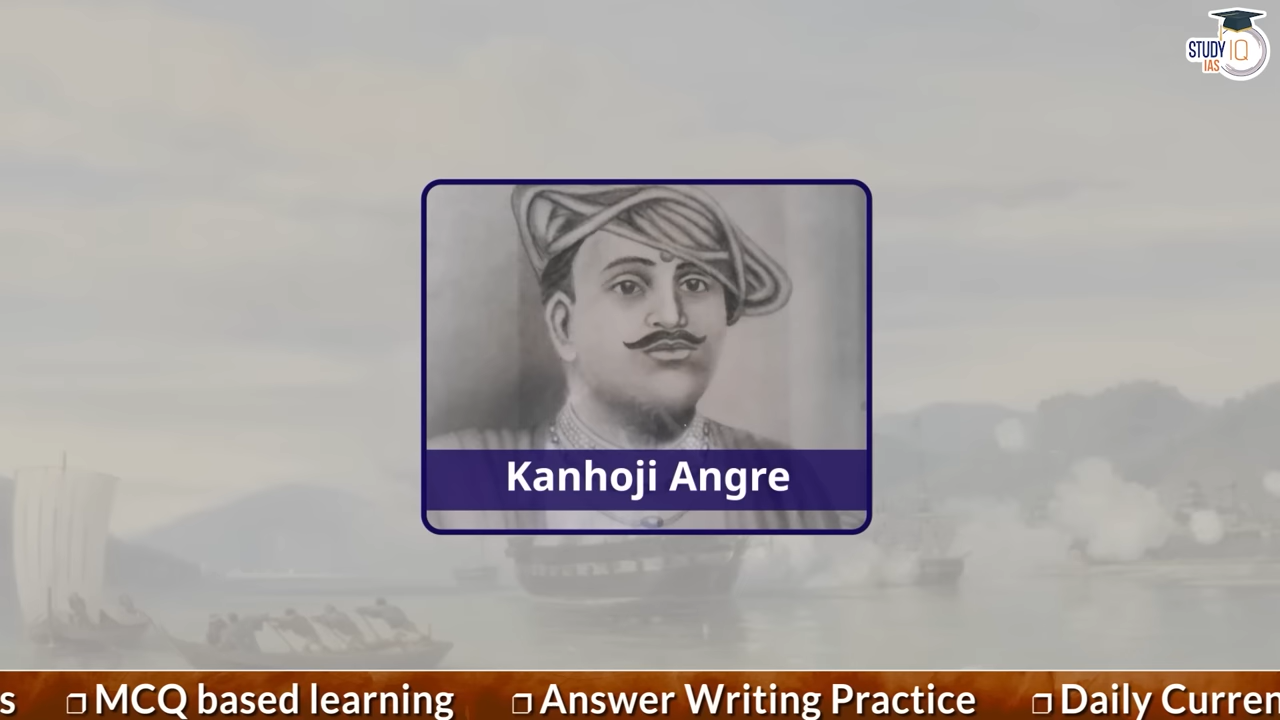 STUDY IQ
IAS
Kanhoji Angre
s ❐ MCQ based learning ❐ Answer Writing Practice ❐ Daily Curren